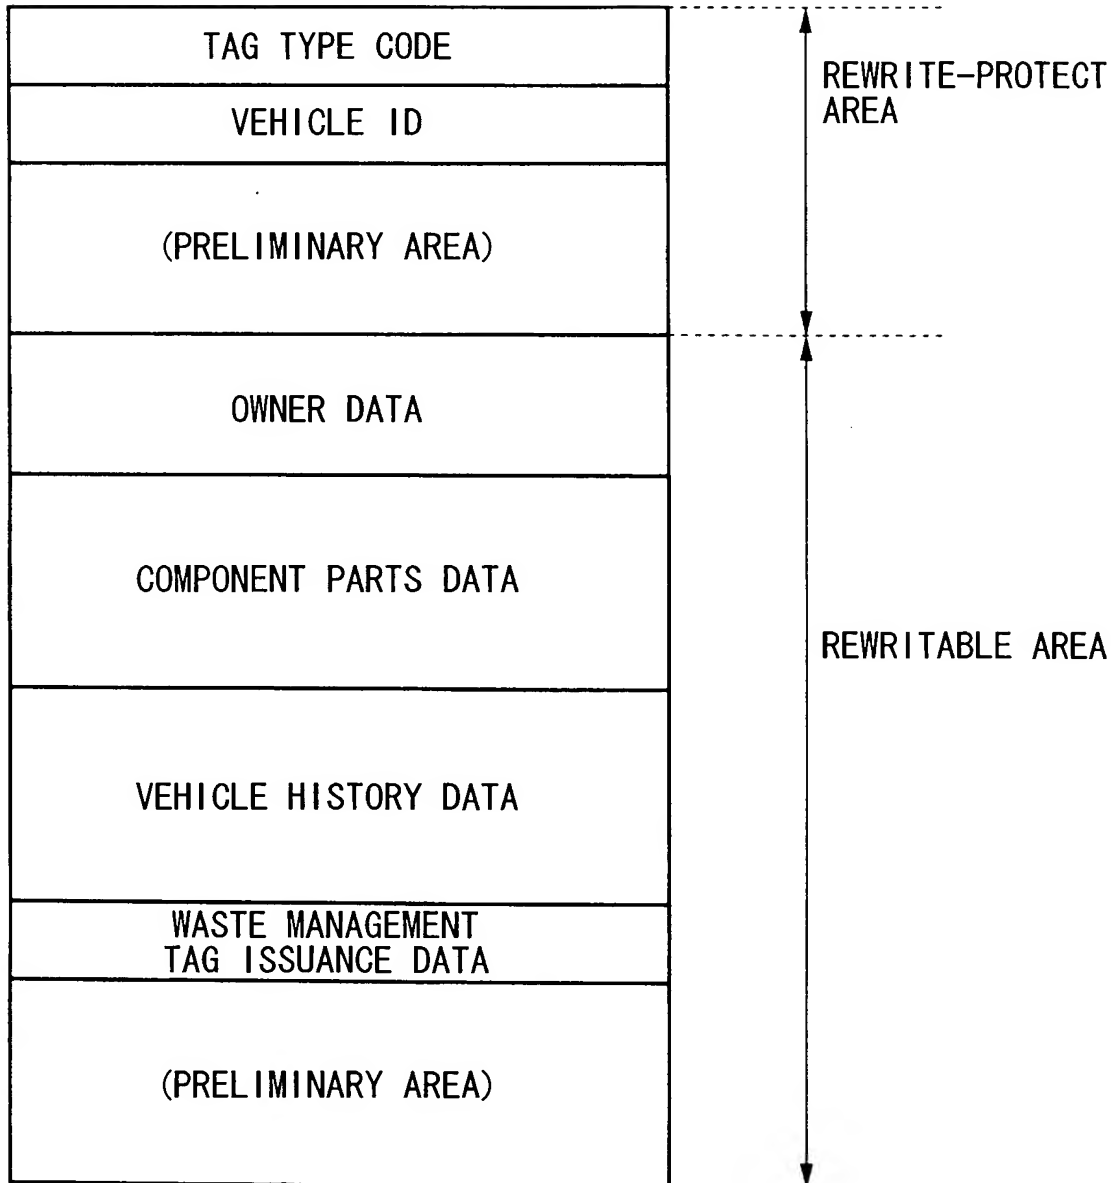 TAG TYPE CODE
VEHICLE ID
(PRELIMINARY AREA)
REWRITE-PROTECT
AREA
OWNER DATA
COMPONENT PARTS DATA
VEHICLE HISTORY DATA
WASTE MANAGEMENT
TAG ISSUANCE DATA
(PRELIMINARY AREA)
REWRITABLE AREA